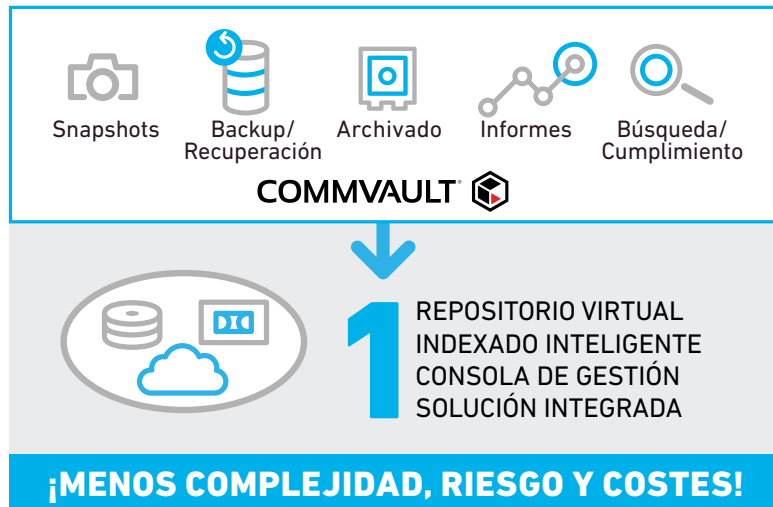 Snapshots
Backup/
Recuperación
Archivado
Informes
Búsqueda/
Cumplimiento
COMMVAULT
1
REPOSITORIO VIRTUAL
INDEXADO INTELIGENTE
CONSOLA DE GESTIÓN
SOLUCIÓN INTEGRADA
¡MENOS COMPLEJIDAD, RIESGO Y COSTES!